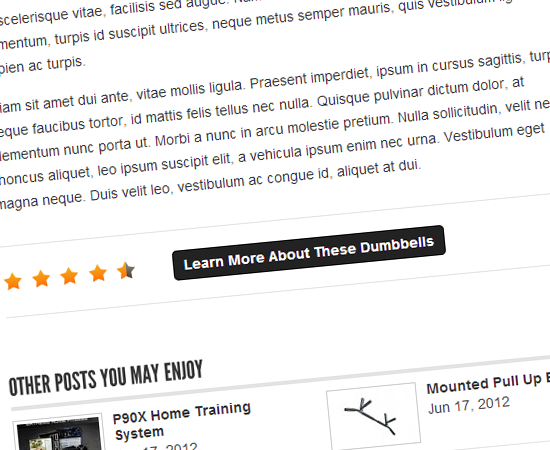 scelerisque vitae, facilisis sed augue.
mentum, turpis id suscipit ultrices, neque metus semper mauris, quis vestibulum
pien ac turpis.
iam sit amet dui ante, vitae mollis ligula. Praesent imperdiet, ipsum in cursus sagittis, turp
eque faucibus tortor, id mattis felis tellus nec nulla. Quisque pulvinar dictum dolor, at
lementum nunc porta ut. Morbi a nunc in arcu molestie pretium. Nulla sollicitudin, velit ne
honcus aliquet, leo ipsum suscipit elit, a vehicula ipsum enim nec urna. Vestibulum eget
magna neque. Duis velit leo, vestibulum ac congue id, aliquet at dui.
Learn More About These Dumbbells
OTHER POSTS YOU MAY ENJOY
P90X Home Training
System
17, 2012
Mounted Pull Up
Jun 17, 2012